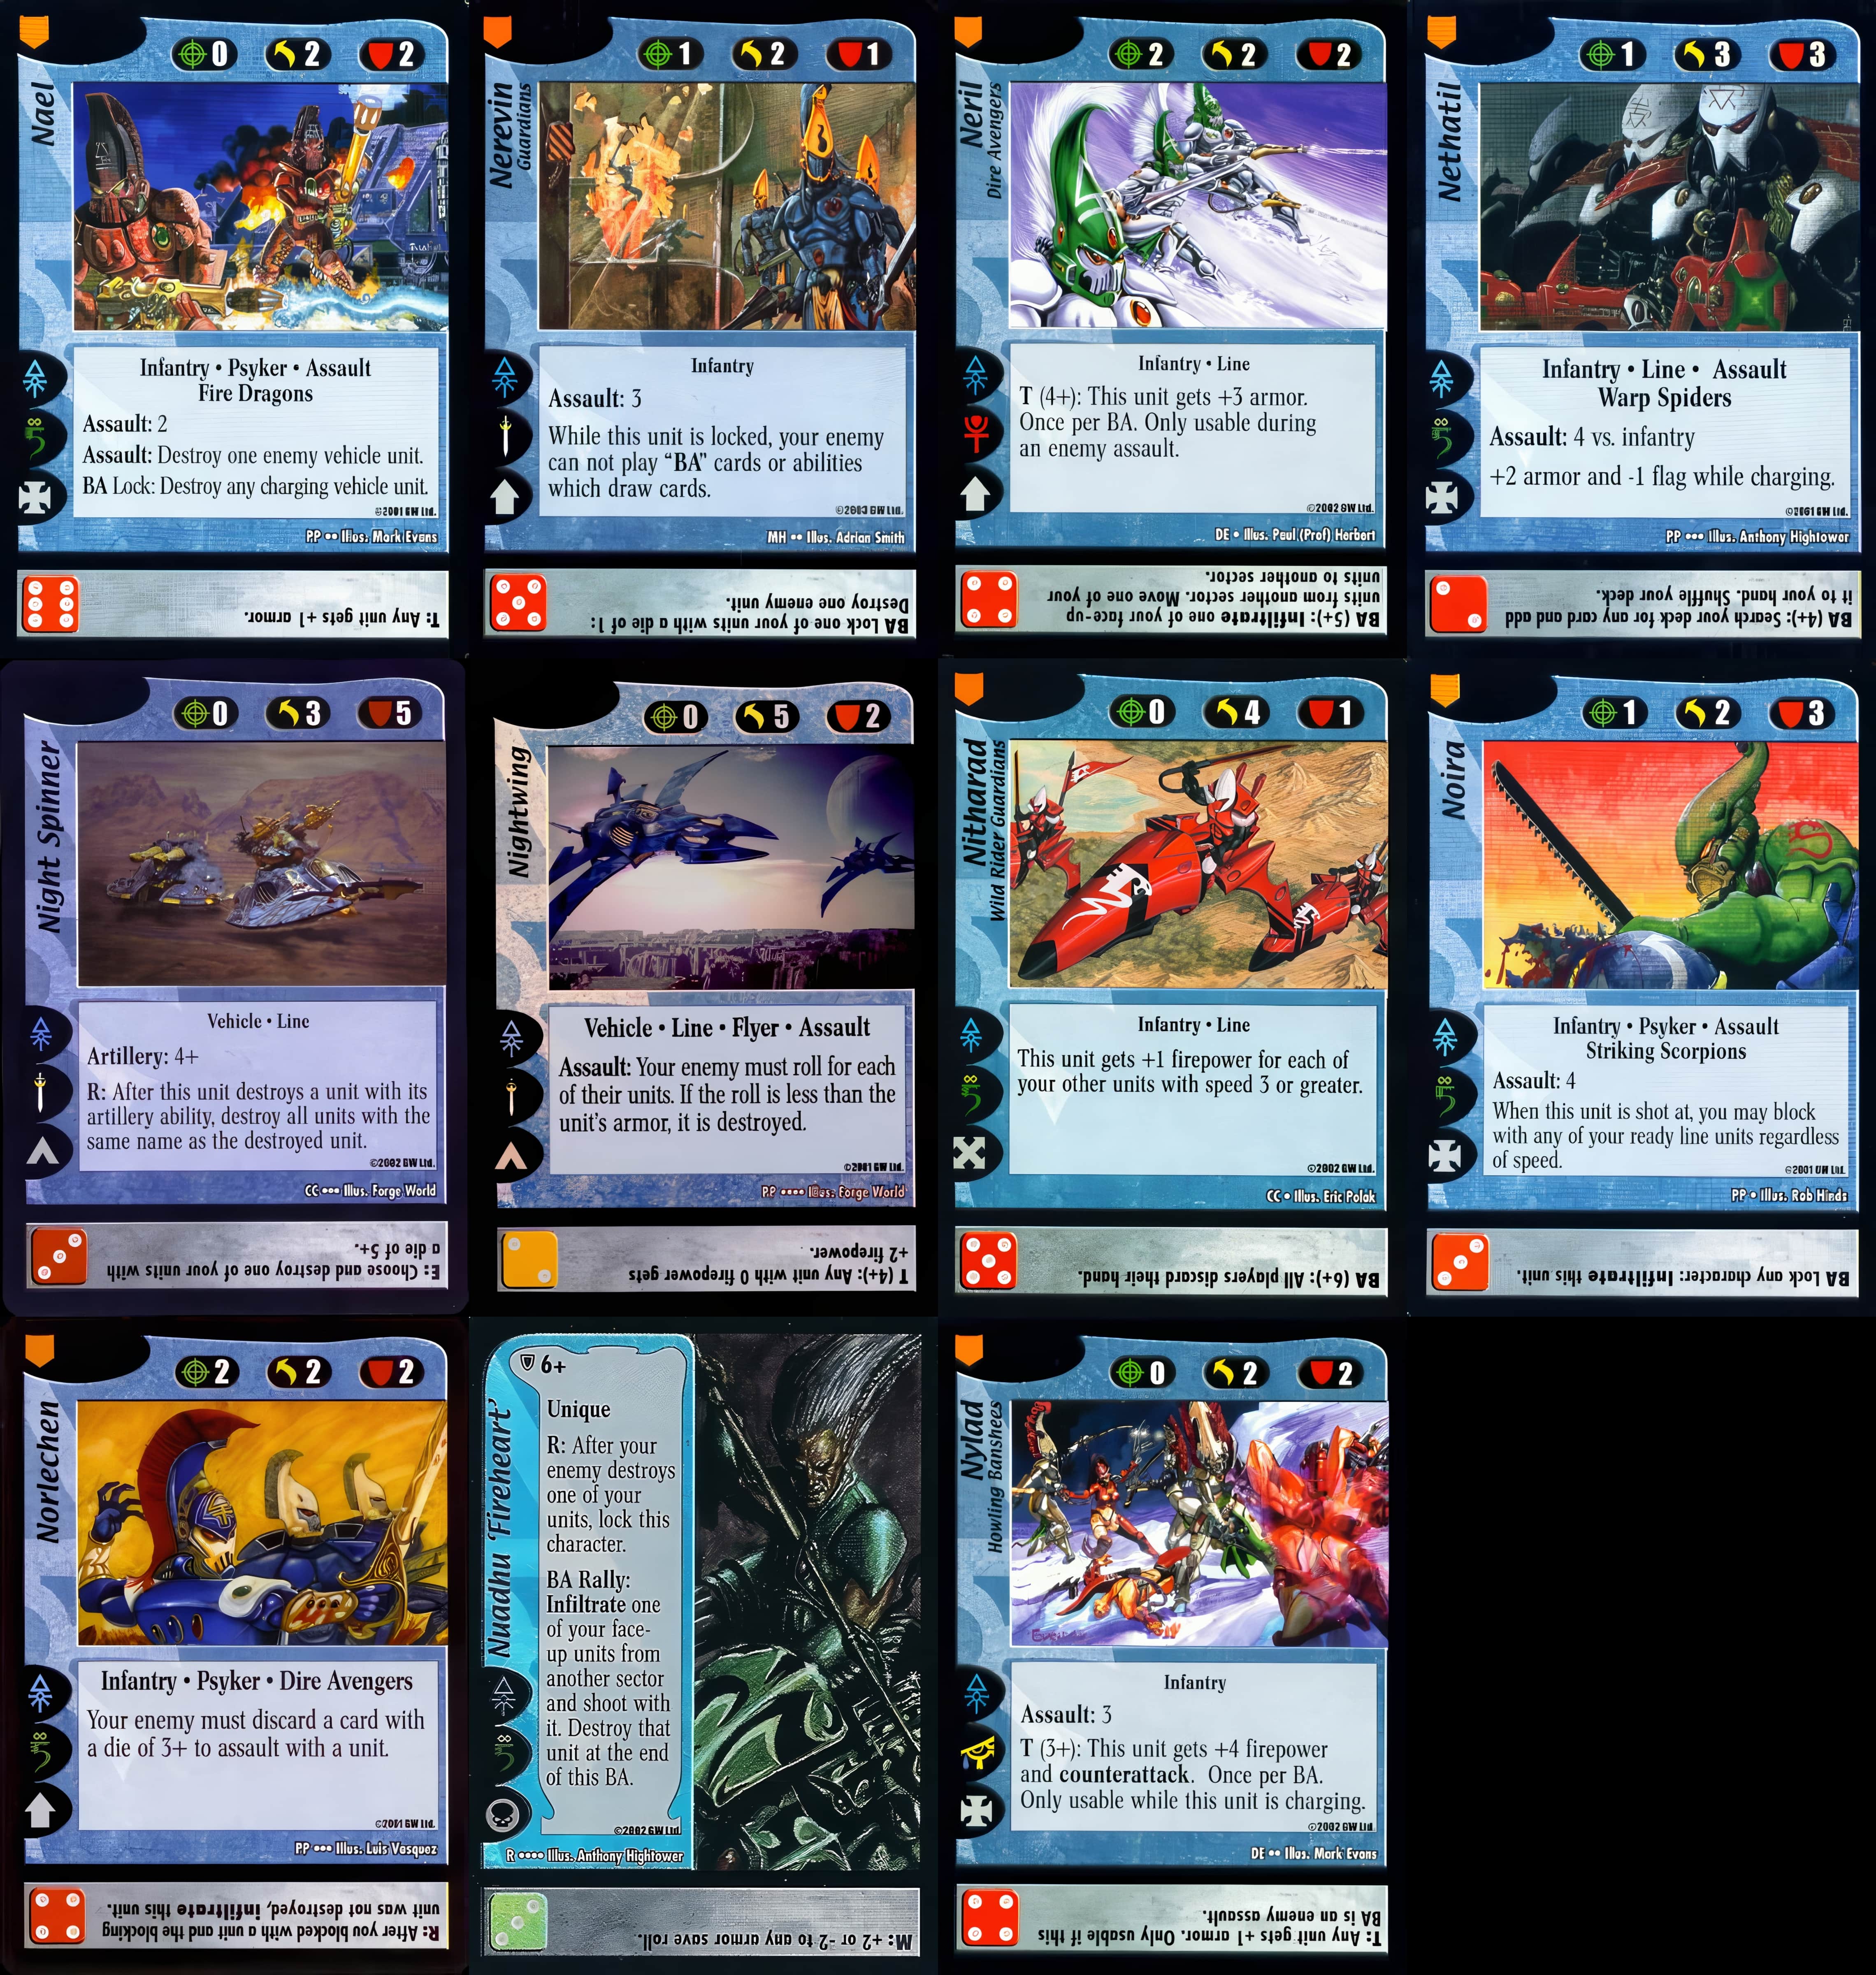 0 2 2
Nael
Infantry • Psyker • Assault
Fire Dragons
Assault: 2
Assault: Destroy one enemy vehicle unit.
BA Lock: Destroy any charging vehicle unit.
©2001 GW Ltd.
PP •• Illus. Mark Evans
T: Any unit gets +1 armor.
1 2 1
Nerevin
Guardians
Infantry
Assault: 3
While this unit is locked, your enemy
can not play “BA” cards or abilities
which draw cards.
©2003 GW Ltd.
MH •• Illus. Adrian Smith
BA Lock one of your units with a die of 1:
Destroy one enemy unit.
2 2 2
Neril
Dire Avengers
Infantry • Line
T (4+): This unit gets +3 armor.
Once per BA. Only usable during
an enemy assault.
©2002 GW Ltd.
DE • Illus. Paul (Prof) Herbert
BA (5+): Infiltrate one of your face-up
units from another sector. Move one of your
units to another sector.
1 3 3
Nethatil
Infantry • Line • Assault
Warp Spiders
Assault: 4 vs. infantry
+2 armor and -1 flag while charging.
©2001 GW Ltd.
PP ••• Illus. Anthony Hightower
BA (4+): Search your deck for any card and add
it to your hand. Shuffle your deck.
0 3 5
Night Spinner
Vehicle • Line
Artillery: 4+
R: After this unit destroys a unit with its
artillery ability, destroy all units with the
same name as the destroyed unit.
©2002 GW Ltd.
CC ••• Illus. Forge World
E: Choose and destroy one of your units with
a die of 5+.
0 5 2
Nightwing
Vehicle • Line • Flyer • Assault
Assault: Your enemy must roll for each
of their units. If the roll is less than the
unit's armor, it is destroyed.
©2001 GW Ltd.
PP •••• Illus. Forge World
T (4+): Any unit with 0 firepower gets
+2 firepower.
0 4 1
Nitharad
Wild Rider Guardians
Infantry • Line
This unit gets +1 firepower for each of
your other units with speed 3 or greater.
©2002 GW Ltd.
CC • Illus. Eric Polak
BA (6+): All players discard their hand.
1 2 3
Noira
Infantry • Psyker • Assault
Striking Scorpions
Assault: 4
When this unit is shot at, you may block
with any of your ready line units regardless
of speed.
©2001 GW Ltd.
PP • Illus. Rob Hinds
BA Lock any character: Infiltrate this unit.
2 2 2
Norlechen
Infantry • Psyker • Dire Avengers
Your enemy must discard a card with
a die of 3+ to assault with a unit.
©2001 GW Ltd.
PP ••• Illus. Luis Vasquez
R: After you blocked with a unit and the blocking
unit was not destroyed, infiltrate this unit.
6+
Nuadhu 'Fireheart'
Unique
R: After your
enemy destroys
one of your
units, lock this
character.
BA Rally:
Infiltrate one
of your face-
up units from
another sector
and shoot with
it. Destroy that
unit at the end
of this BA.
©2002 GW Ltd.
R •••• Illus. Anthony Hightower
M: +2 or -2 to any armor save roll.
0 2 2
Nylad
Howling Banshees
Infantry
Assault: 3
T (3+): This unit gets +4 firepower
and counterattack. Once per BA.
Only usable while this unit is charging.
©2002 GW Ltd.
DE •• Illus. Mark Evans
T: Any unit gets +1 armor. Only usable if this
BA is an enemy assault.